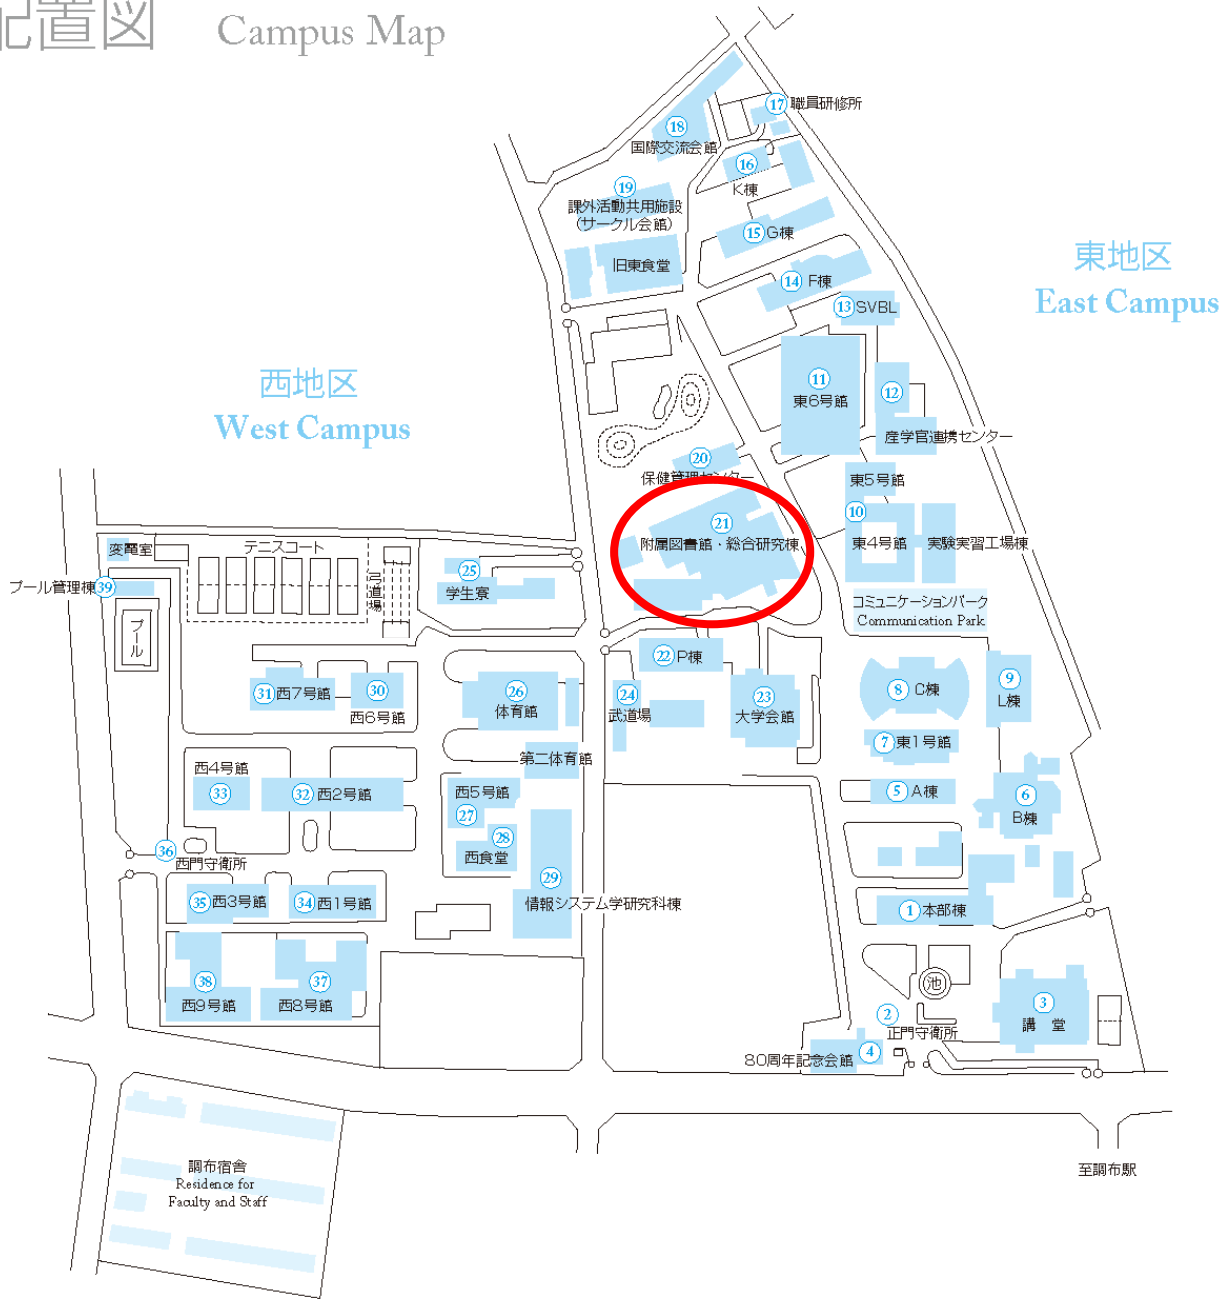 配置図 Campus Map
17 職員研修所
18
国際交流会館
16
K棟
19
課外活動共用施設
(サークル会館)
15 G棟
東地区
East Campus
旧東食堂
14 F棟
13 SVBL
西地区
West Campus
11
東6号館
12
産学官連携センター
20
保健管理センター
東5号館
21
附属図書館・総合研究棟
10
東4号館
実験実習工場棟
変電室
テニスコート
弓道場
25
学生寮
プール管理棟 39
プール
コミュニケーションパーク
Communication Park
22 P棟
31 西7号館
30
西6号館
26
体育館
24
武道場
23
大学会館
8 C棟
9
L棟
7 東1号館
第二体育館
西4号館
33
32 西2号館
西5号館
27
5 A棟
6
B棟
28
西食堂
36
西門守衛所
29
情報システム学研究科棟
35 西3号館
34 西1号館
1 本部棟
38
西9号館
37
西8号館
池
2
正門守衛所
3
講 堂
80周年記念会館 4
調布宿舎
Residence for
Faculty and Staff
至調布駅